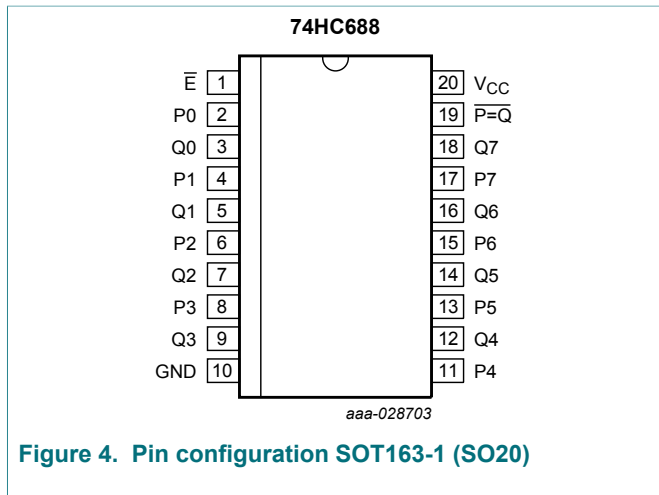 74HC688
E̅ 1 20 VCC
P0 2 19 P̅=̅Q̅
Q0 3 18 Q7
P1 4 17 P7
Q1 5 16 Q6
P2 6 15 P6
Q2 7 14 Q5
P3 8 13 P5
Q3 9 12 Q4
GND 10 11 P4
aaa-028703
Figure 4. Pin configuration SOT163-1 (SO20)